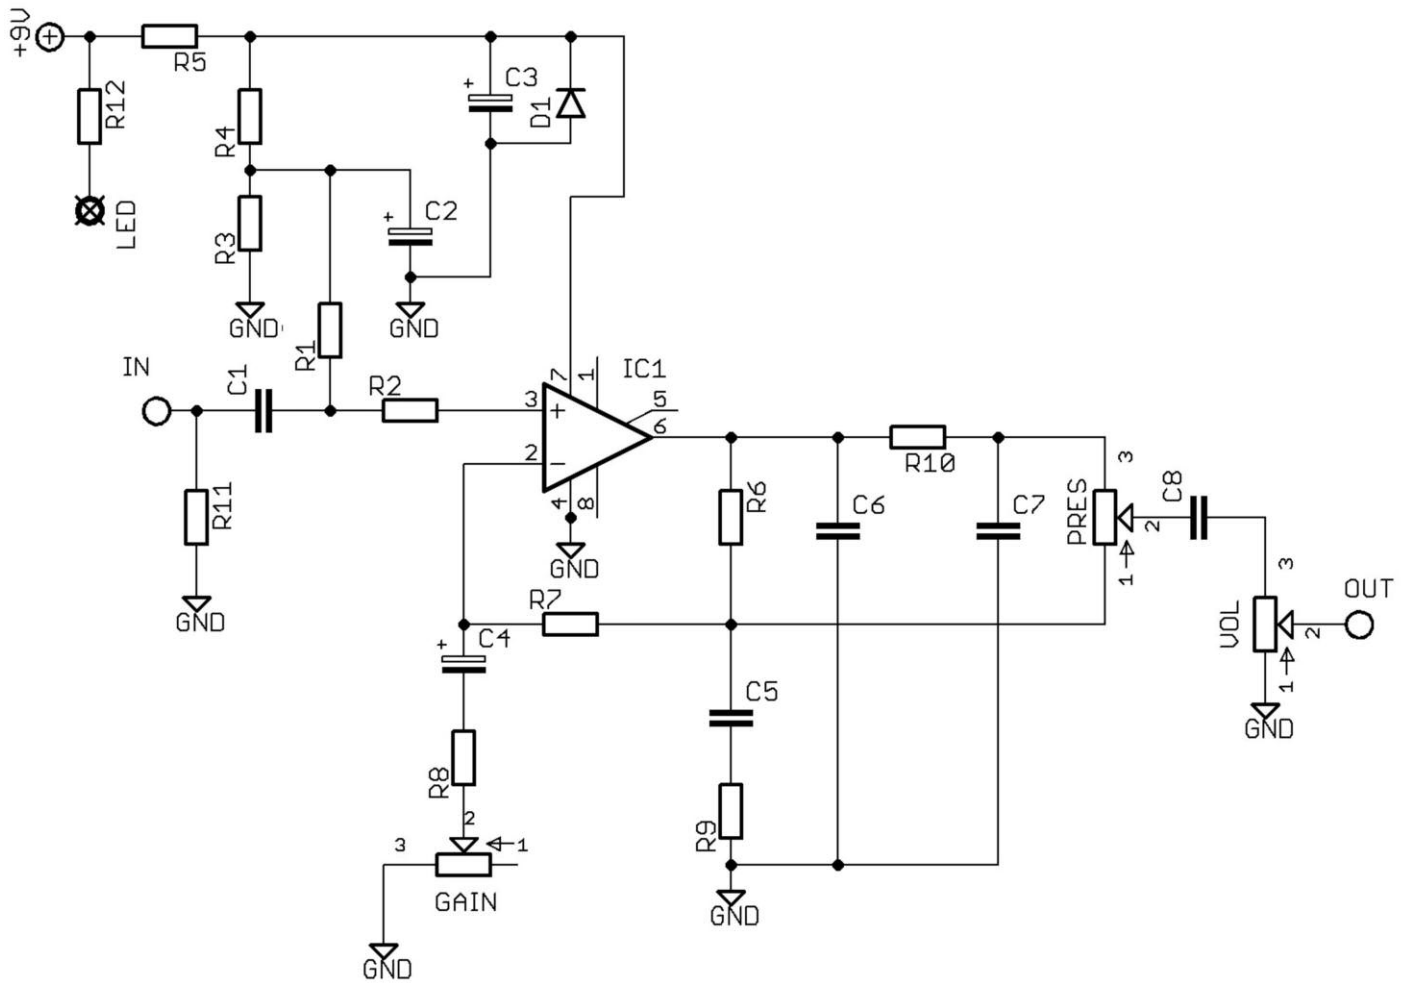 +9V
R5
R12
LED
R4
R3
GND
C3
D1
C2
GND
R1
IN
C1
R2
R11
GND
IC1
7
1
3
+
2
-
5
6
4
8
GND
R6
C6
R10
C7
PRES
3
2
1
C8
3
VOL
2
1
OUT
GND
R7
C4
+
R8
2
3
1
GAIN
GND
C5
R9
GND
+
+
+